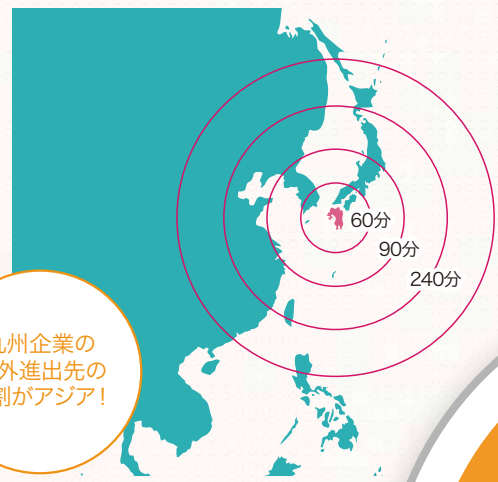 60分
90分
240分
州企業の
外進出先の
割がアジア!